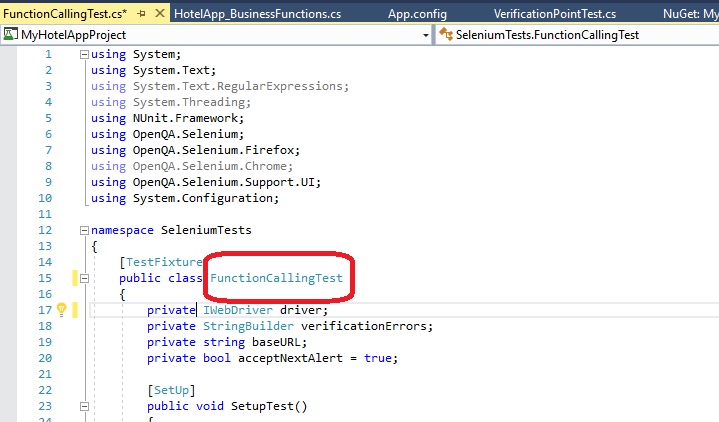 FunctionCallingTest.cs* HotelApp_BusinessFunctions.cs App.config VerificationPointTest.cs NuGet: My
MyHotelAppProject SeleniumTests.FunctionCallingTest
1 using System;
2 using System.Text;
3 using System.Text.RegularExpressions;
4 using System.Threading;
5 using NUnit.Framework;
6 using OpenQA.Selenium;
7 using OpenQA.Selenium.Firefox;
8 using OpenQA.Selenium.Chrome;
9 using OpenQA.Selenium.Support.UI;
10 using System.Configuration;
11
12 namespace SeleniumTests
13 {
14 [TestFixture
15 public class FunctionCallingTest
16 {
17 private IWebDriver driver;
18 private StringBuilder verificationErrors;
19 private string baseURL;
20 private bool acceptNextAlert = true;
21
22 [SetUp]
23 public void SetupTest()
24 {